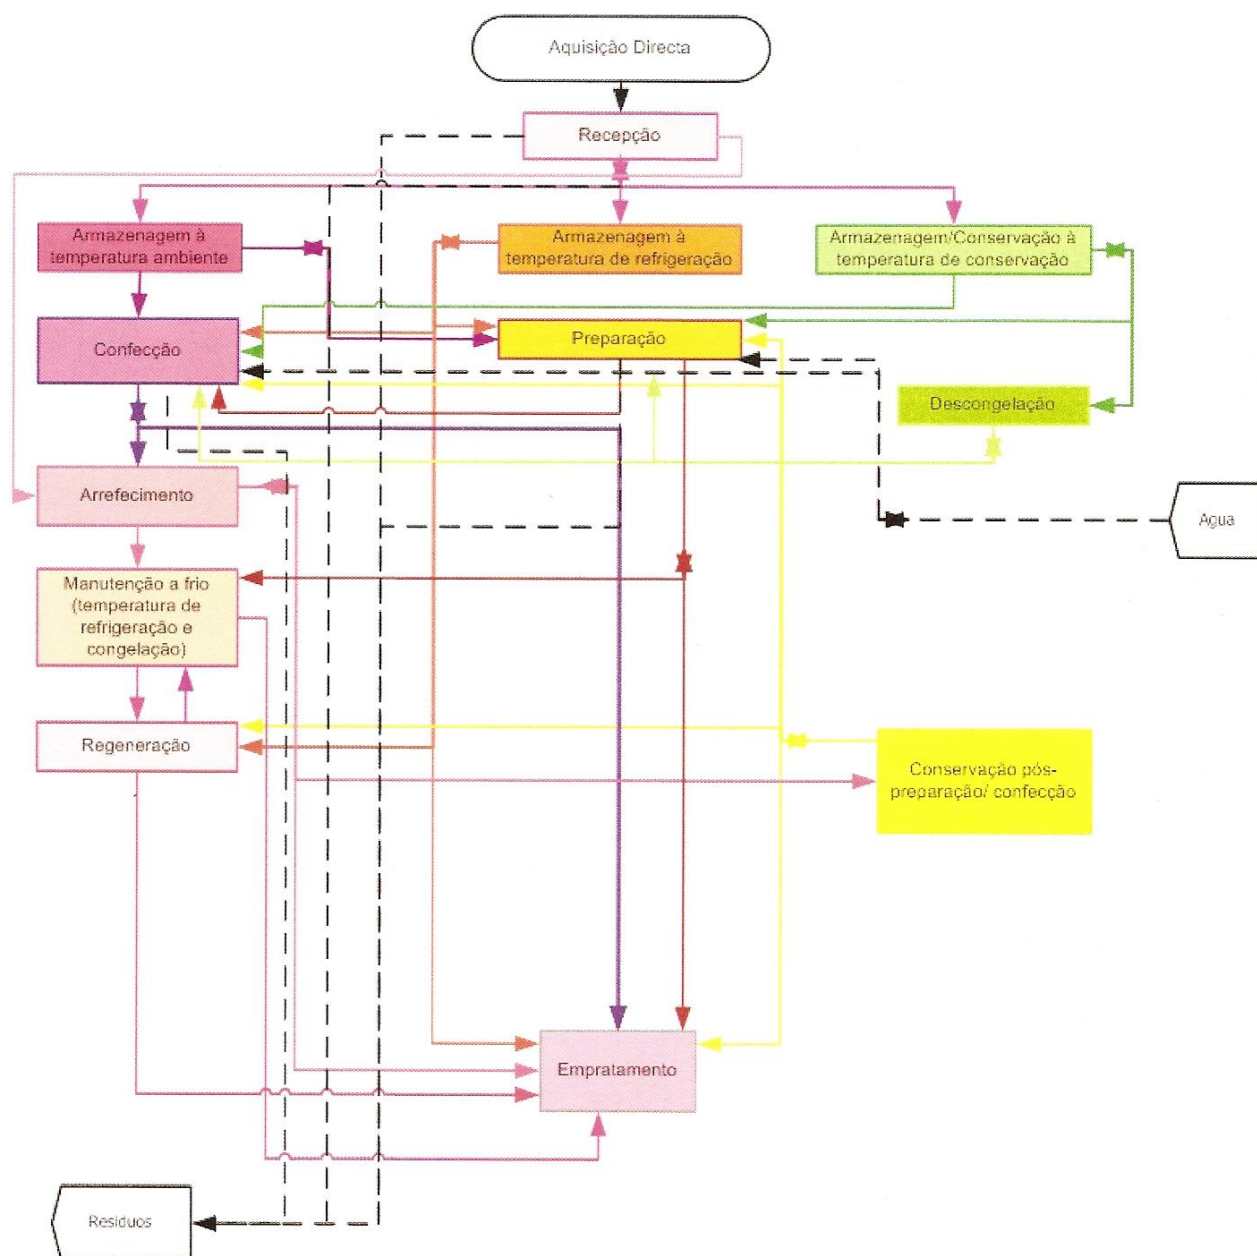 Aquisição Directa
Recepção
Armazenagem à
temperatura ambiente
Armazenagem à
temperatura de refrigeração
Armazenagem/Conservação à
temperatura de conservação
Confecção
Preparação
Descongelação
Arrefecimento
Agua
Manutenção a frio
(temperatura de
refrigeração e
congelação)
Regeneração
Conservação pós-
preparação/ confecção
Empratamento
Residuos